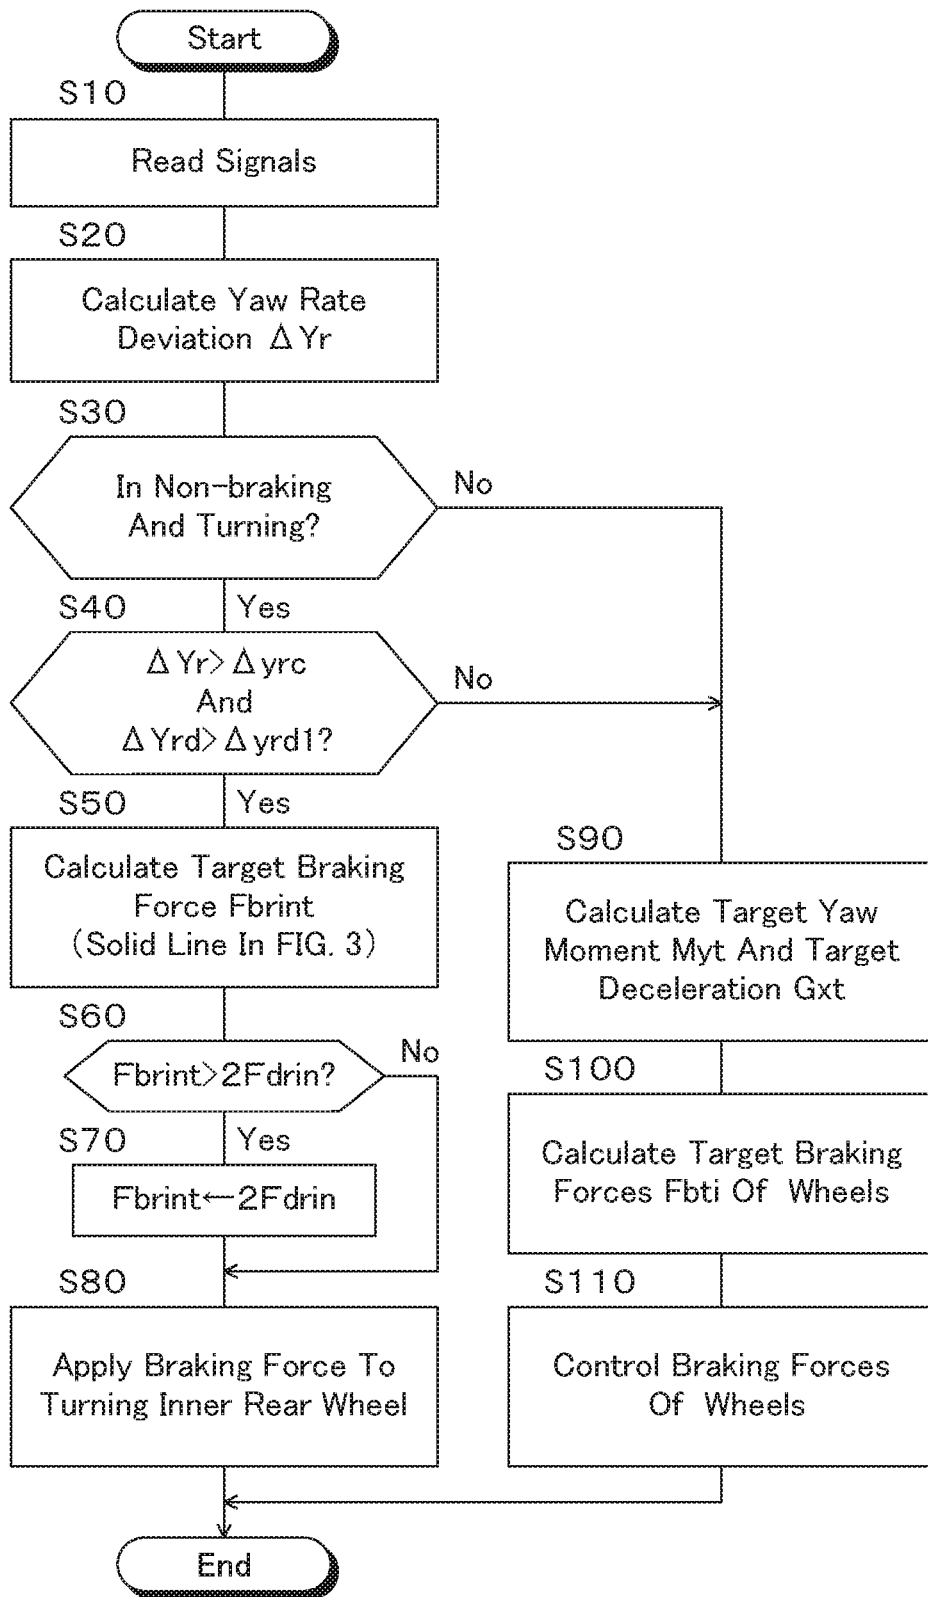 Start
S10
Read Signals
S20
Calculate Yaw Rate
Deviation ΔYr
S30
In Non-braking
And Turning?
No
S40
Yes
ΔYr>Δyrc
And
ΔYrd>Δyrd1?
No
S50
Yes
Calculate Target Braking
Force Fbrint
(Solid Line In FIG. 3)
S60
Fbrint>2Fdrin?
No
S70
Yes
Fbrint←2Fdrin
S80
Apply Braking Force To
Turning Inner Rear Wheel
S90
Calculate Target Yaw
Moment Myt And Target
Deceleration Gxt
S100
Calculate Target Braking
Forces Fbti Of Wheels
S110
Control Braking Forces
Of Wheels
End